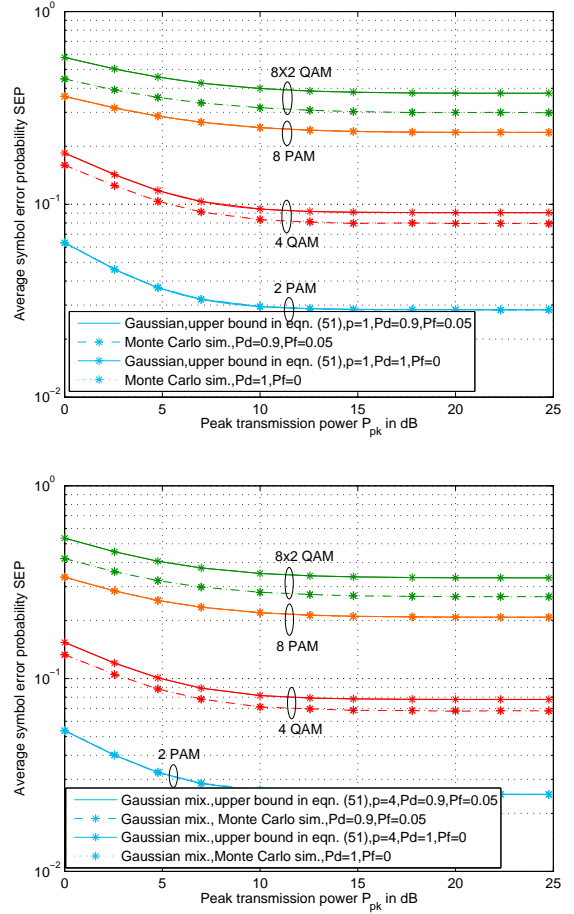 10^0
10^-1
10^-2
Average symbol error probability SEP
8X2 QAM
8 PAM
4 QAM
2 PAM
Gaussian,upper bound in eqn. (51),p=1,Pd=0.9,Pf=0.05
Monte Carlo sim.,Pd=0.9,Pf=0.05
Gaussian,upper bound in eqn. (51),p=1,Pd=1,Pf=0
Monte Carlo sim.,Pd=1,Pf=0
0 5 10 15 20 25
Peak transmission power P_pk in dB
10^0
10^-1
10^-2
Average symbol error probability SEP
8x2 QAM
8 PAM
4 QAM
2 PAM
Gaussian mix.,upper bound in eqn. (51),p=4,Pd=0.9,Pf=0.05
Gaussian mix., Monte Carlo sim.,Pd=0.9,Pf=0.05
Gaussian mix.,upper bound in eqn. (51),p=4,Pd=1,Pf=0
Gaussian mix.,Monte Carlo sim.,Pd=1,Pf=0
0 5 10 15 20 25
Peak transmission power P_pk in dB